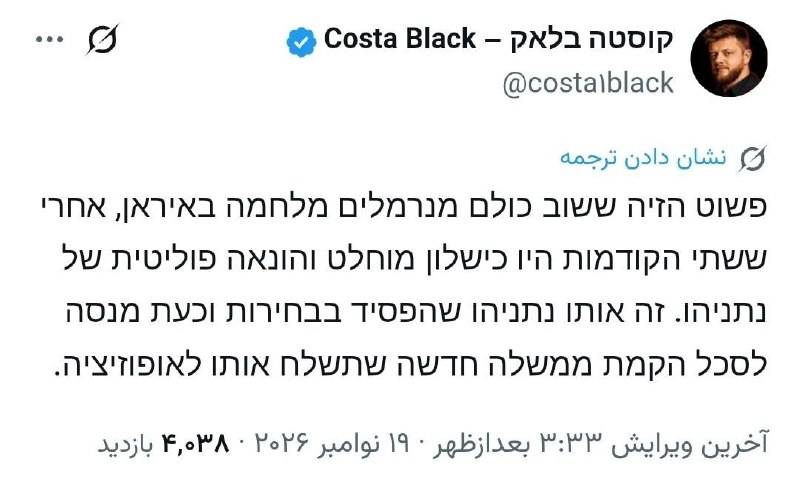 קוסטה בלאק – Costa Black
@costa۱black
نشان دادن ترجمه
פשוט הזיה ששוב כולם מנרמלים מלחמה באיראן, אחרי
ששתי הקודמות היו כישלון מוחלט והונאה פוליטית של
נתניהו. זה אותו נתניהו שהפסיד בבחירות וכעת מנסה
לסכל הקמת ממשלה חדשה שתשלח אותו לאופוזיציה.
آخرین ویرایش ۳:۳۳ بعدازظهر · ۱۹ نوامبر ۲۰۲۶ · ۴,۰۳۸ بازدید